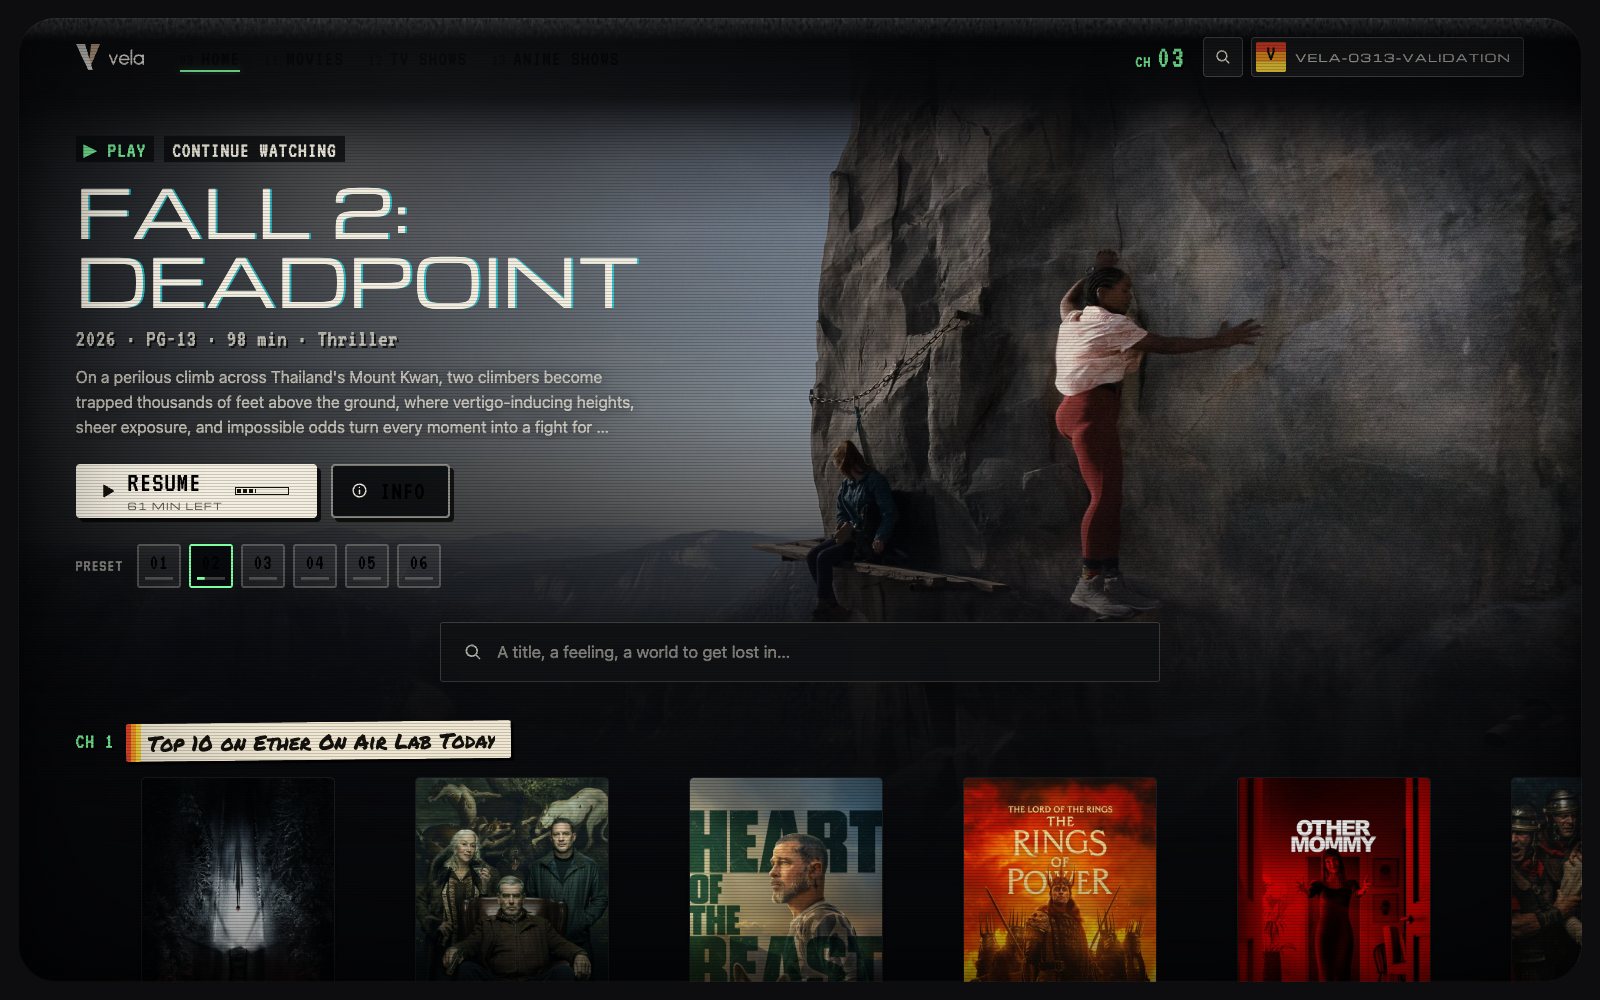 vela
HOME
MOVIES
12 TV SHOWS
13 ANIME SHOWS
CH 03
V VELA-0313-VALIDATION
PLAY CONTINUE WATCHING
FALL 2:
DEADPOINT
2026 · PG-13 · 98 min · Thriller
On a perilous climb across Thailand's Mount Kwan, two climbers become
trapped thousands of feet above the ground, where vertigo-inducing heights,
sheer exposure, and impossible odds turn every moment into a fight for ...
RESUME
61 MIN LEFT
INFO
PRESET 01 02 03 04 05 06
A title, a feeling, a world to get lost in...
CH 1 Top 10 on Ether On Air Lab Today
HEART
OF
THE
BEAST
THE LORD OF THE RINGS
THE
RINGS
OF
POWER
OTHER
MOMMY